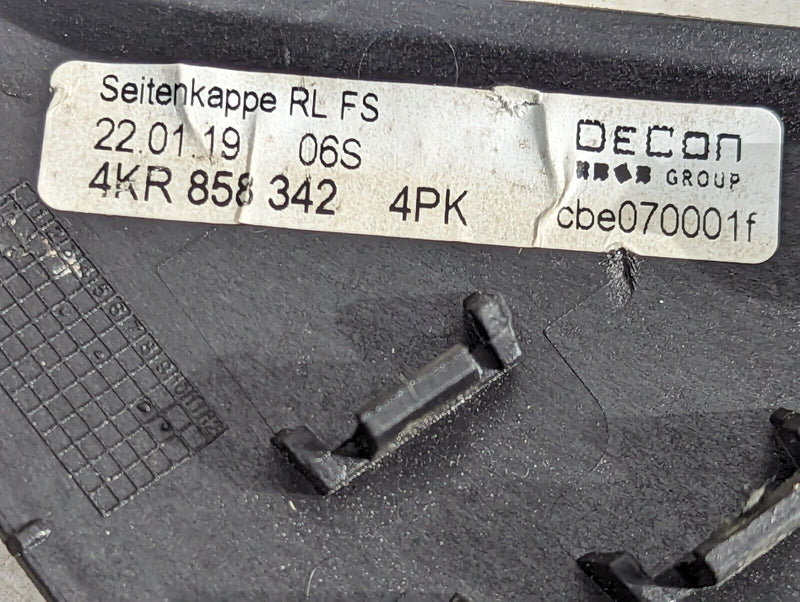 Seitenkappe RL FS
22.01.19 06S
4KR 858 342 4PK
DECON
GROUP
cbe070001f